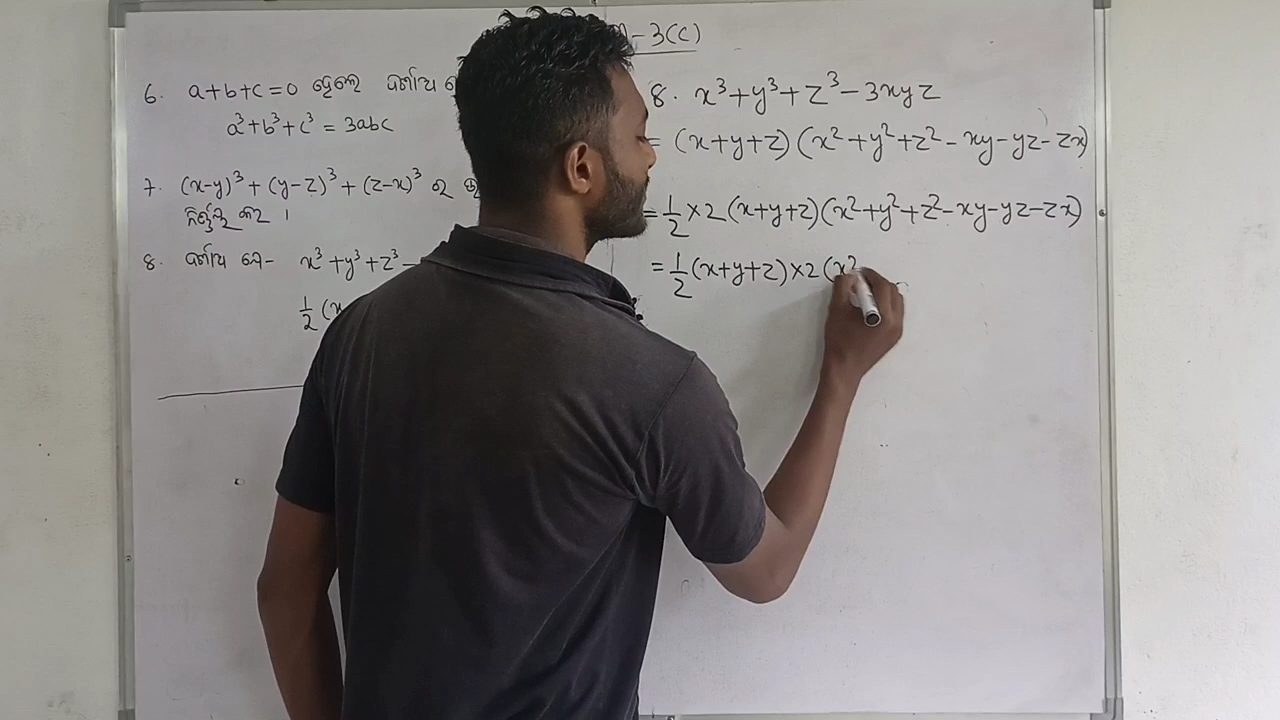 – 3(C)
6. a+b+c=0 ହେଲେ ଦର୍ଶାଅ
a³+b³+c³ = 3abc
7. (x-y)³ + (y-z)³ + (z-x)³ ର
ନିର୍ଣ୍ଣୟ କର ।
8. ଦର୍ଶାଅ ଯେ- x³+y³+z³ –
½ (x
8. x³+y³+z³ – 3xyz
= (x+y+z) (x²+y²+z² – xy – yz – zx)
= ½ × 2 (x+y+z) (x²+y²+z² – xy – yz – zx)
= ½ (x+y+z) × 2 (x²